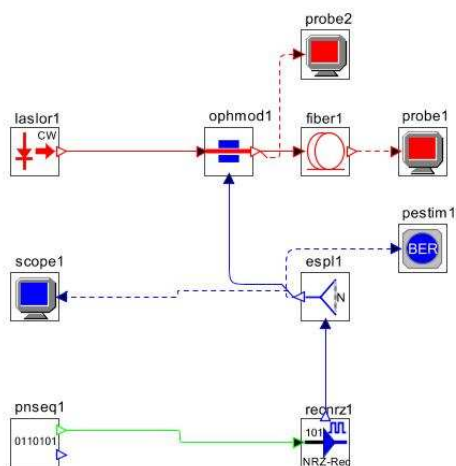 probe2
laslor1
ophmod1
fiber1
probe1
CW
pestim1
BER
scope1
espl1
N
pnseq1
recnrz1
0110101
101
NRZ-Rec